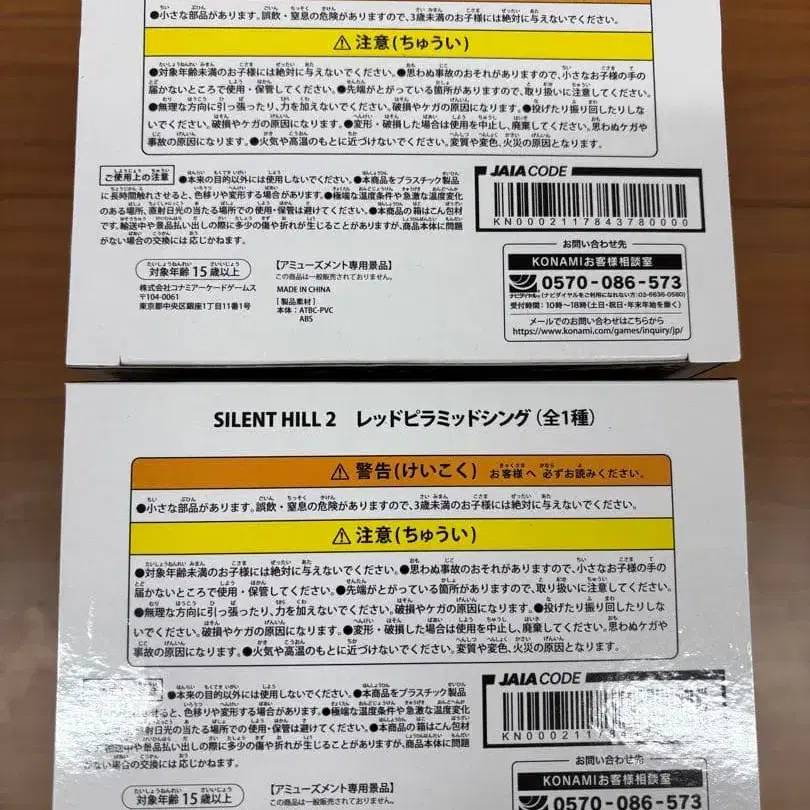 ●小さな部品があります。誤飲・窒息の危険がありますので、3歳未満のお子様には絶対に与えないでください。
⚠注意(ちゅうい)
●対象年齢未満のお子様には絶対に与えないでください。●思わぬ事故のおそれがありますので、小さなお子様の手の
届かないところで使用・保管してください。●先端がとがっている箇所がありますので、取り扱いに注意してください。
●無理な方向に引っ張ったり、力を加えないでください。破損やケガの原因になります。●投げたり振り回したりしな
いでください。破損やケガの原因になります。●変形・破損した場合は使用を中止し、廃棄してください。思わぬケガや
事故の原因になります。●火気や高温のもとに近づけないでください。変質や変色、火災の原因となります。
ご使用上の注意 ●本来の目的以外には使用しないでください。●本商品をプラスチック製品
に長時間触れさせると、色移りや変形する場合があります。●極端な温度条件や急激な温度変化
のある場所、直射日光の当たる場所での使用・保管は避けてください。●本商品の箱はこん包材
です。輸送中や景品払い出しの際に多少の傷や折れが生じることがありますが、商品本体に問題
がない場合の交換には応じかねます。
JAIA CODE
KN00021178437​80000
対象年齢15歳以上
株式会社コナミアーケードゲームス
〒104-0061
東京都中央区銀座1丁目11番1号
[アミューズメント専用景品]
この商品は一般販売されておりません。
MADE IN CHINA
[製品素材]
本体:ATBC-PVC
ABS
お問い合わせ先
KONAMIお客様相談室
0570-086-573
ナビダイヤル(ナビダイヤルをご利用になれない方:03-6636-0580)
受付時間:10時〜18時(土日・祝日・年末年始を除く)
メールでのお問い合わせはこちらから
https://www.konami.com/games/inquiry/jp/
SILENT HILL 2 レッドピラミッドシング(全1種)
⚠警告(けいこく) お客様へ 必ずお読みください。
●小さな部品があります。誤飲・窒息の危険がありますので、3歳未満のお子様には絶対に与えないでください。
⚠注意(ちゅうい)
●対象年齢未満のお子様には絶対に与えないでください。●思わぬ事故のおそれがありますので、小さなお子様の手の
届かないところで使用・保管してください。●先端がとがっている箇所がありますので、取り扱いに注意してください。
●無理な方向に引っ張ったり、力を加えないでください。破損やケガの原因になります。●投げたり振り回したりしな
いでください。破損やケガの原因になります。●変形・破損した場合は使用を中止し、廃棄してください。思わぬケガや
事故の原因になります。●火気や高温のもとに近づけないでください。変質や変色、火災の原因となります。
●本来の目的以外には使用しないでください。●本商品をプラスチック製品
に長時間触れさせると、色移りや変形する場合があります。●極端な温度条件や急激な温度変化
直射日光の当たる場所での使用・保管は避けてください。●本商品の箱はこん包材
輸送中や景品払い出しの際に多少の傷や折れが生じることがありますが、商品本体に問題
がない場合の交換には応じかねます。
JAIA CODE
対象年齢15歳以上
[アミューズメント専用景品]
この商品は一般販売されておりません。
お問い合わせ先
KONAMIお客様相談室
0570-086-573